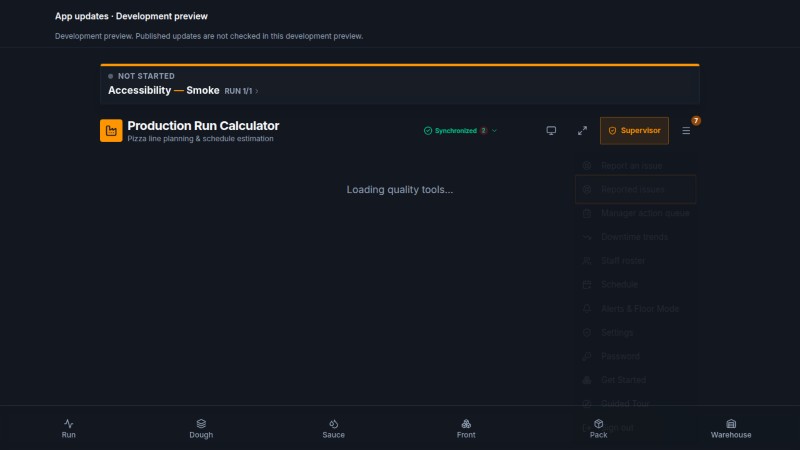 App updates · Development preview
Development preview. Published updates are not checked in this development preview.
NOT STARTED
Accessibility — Smoke RUN 1/1 ›
Production Run Calculator
Pizza line planning & schedule estimation
Synchronized 2
Supervisor
7
Loading quality tools...
Report an issue
Reported issues
Manager action queue
Downtime trends
Staff roster
Schedule
Alerts & Floor Mode
Settings
Password
Get Started
Guided Tour
Sign out
Run
Dough
Sauce
Front
Pack
Warehouse